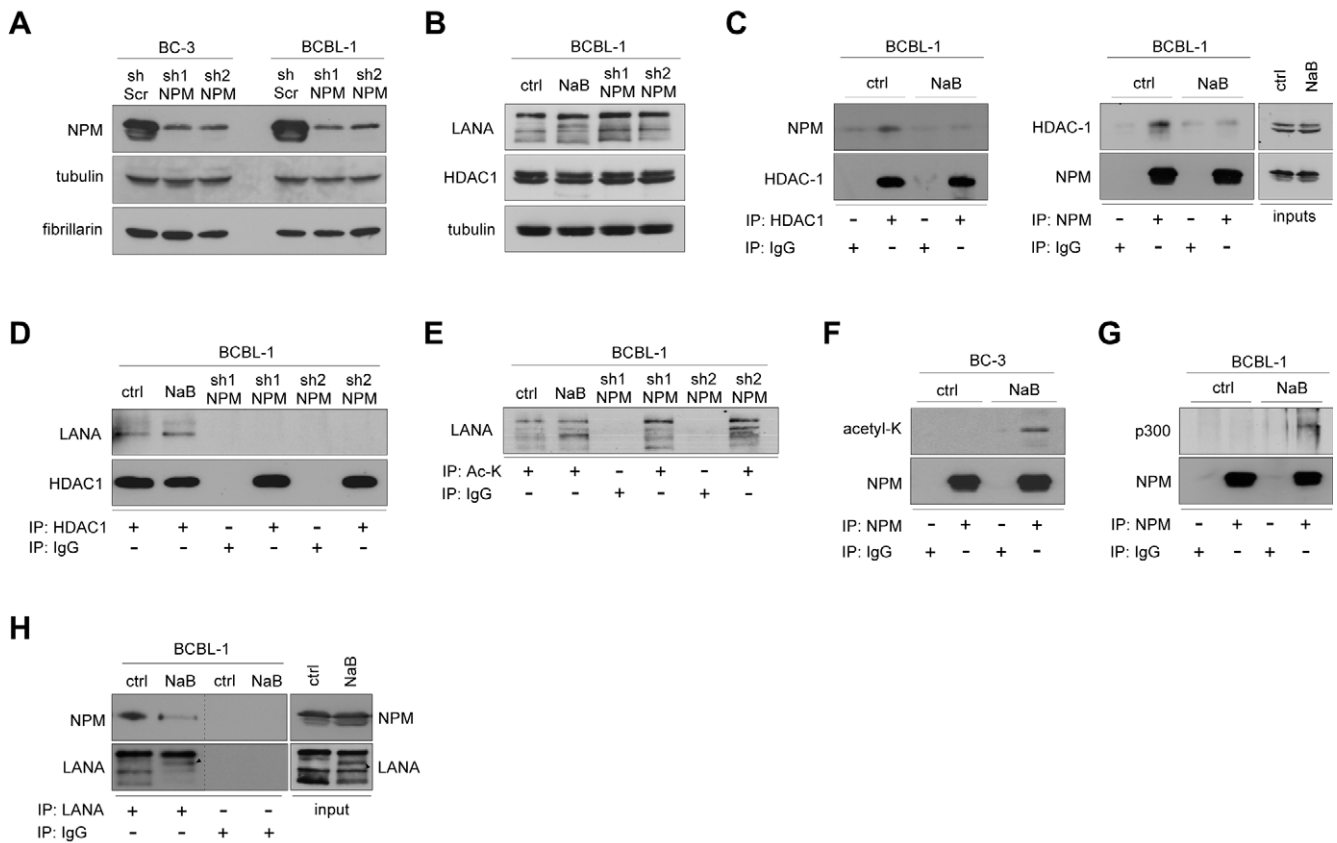 A
BC-3 BCBL-1
sh sh1 sh2 sh sh1 sh2
Scr NPM NPM Scr NPM NPM
NPM
tubulin
fibrillarin
B
BCBL-1
ctrl NaB sh1 sh2
NPM NPM
LANA
HDAC1
tubulin
C
BCBL-1
ctrl NaB
NPM
HDAC-1
IP: HDAC1 - + - +
IP: IgG + - + -
BCBL-1
ctrl NaB ctrl NaB
HDAC-1
NPM
IP: NPM - + - + inputs
IP: IgG + - + -
D
BCBL-1
ctrl NaB sh1 sh1 sh2 sh2
NPM NPM NPM NPM
LANA
HDAC1
IP: HDAC1 + + - + - +
IP: IgG - - + - + -
E
BCBL-1
ctrl NaB sh1 sh1 sh2 sh2
NPM NPM NPM NPM
LANA
IP: Ac-K + + - + - +
IP: IgG - - + - + -
F
BC-3
ctrl NaB
acetyl-K
NPM
IP: NPM - + - +
IP: IgG + - + -
G
BCBL-1
ctrl NaB
p300
NPM
IP: NPM - + - +
IP: IgG + - + -
H
BCBL-1
ctrl NaB ctrl NaB ctrl NaB
NPM NPM
LANA LANA
IP: LANA + + - - input
IP: IgG - - + +